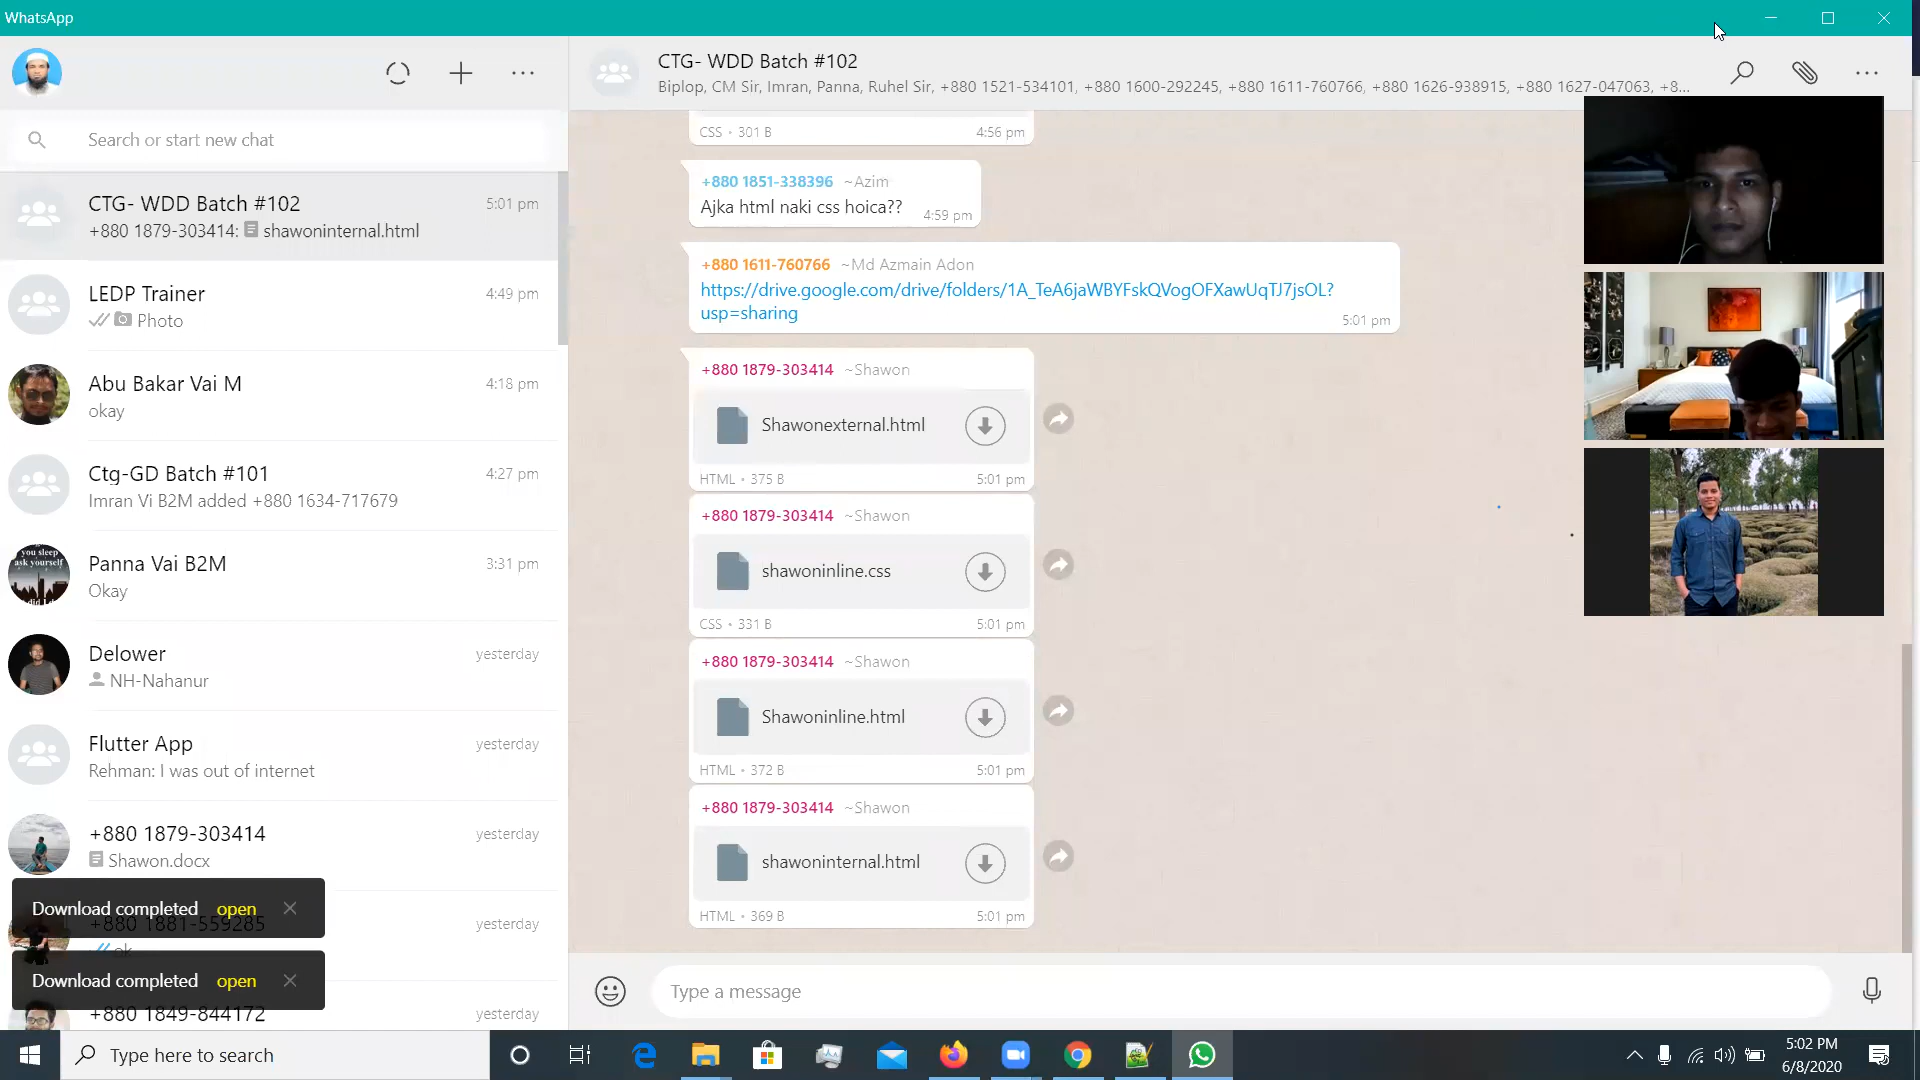 WhatsApp
Search or start new chat
CTG- WDD Batch #102
5:01 pm
+880 1879-303414: shawoninternal.html
LEDP Trainer
4:49 pm
Photo
Abu Bakar Vai M
4:18 pm
okay
Ctg-GD Batch #101
4:27 pm
Imran Vi B2M added +880 1634-717679
you sleep
ask yourself
Panna Vai B2M
3:31 pm
Okay
Delower
yesterday
NH-Nahanur
Flutter App
yesterday
Rehman: I was out of internet
+880 1879-303414
yesterday
Shawon.docx
Download completed open
+880 1881-559285
yesterday
ok
Download completed open
+880 1849-844172
yesterday
CTG- WDD Batch #102
Biplop, CM Sir, Imran, Panna, Ruhel Sir, +880 1521-534101, +880 1600-292245, +880 1611-760766, +880 1626-938915, +880 1627-047063, +8...
CSS • 301 B
4:56 pm
+880 1851-338396 ~Azim
Ajka html naki css hoica??
4:59 pm
+880 1611-760766 ~Md Azmain Adon
https://drive.google.com/drive/folders/1A_TeA6jaWBYFskQVogOFXawUqTJ7jsOL?
usp=sharing
5:01 pm
+880 1879-303414 ~Shawon
Shawonexternal.html
HTML • 375 B
5:01 pm
+880 1879-303414 ~Shawon
shawoninline.css
CSS • 331 B
5:01 pm
+880 1879-303414 ~Shawon
Shawoninline.html
HTML • 372 B
5:01 pm
+880 1879-303414 ~Shawon
shawoninternal.html
HTML • 369 B
5:01 pm
Type a message
Type here to search
5:02 PM
6/8/2020